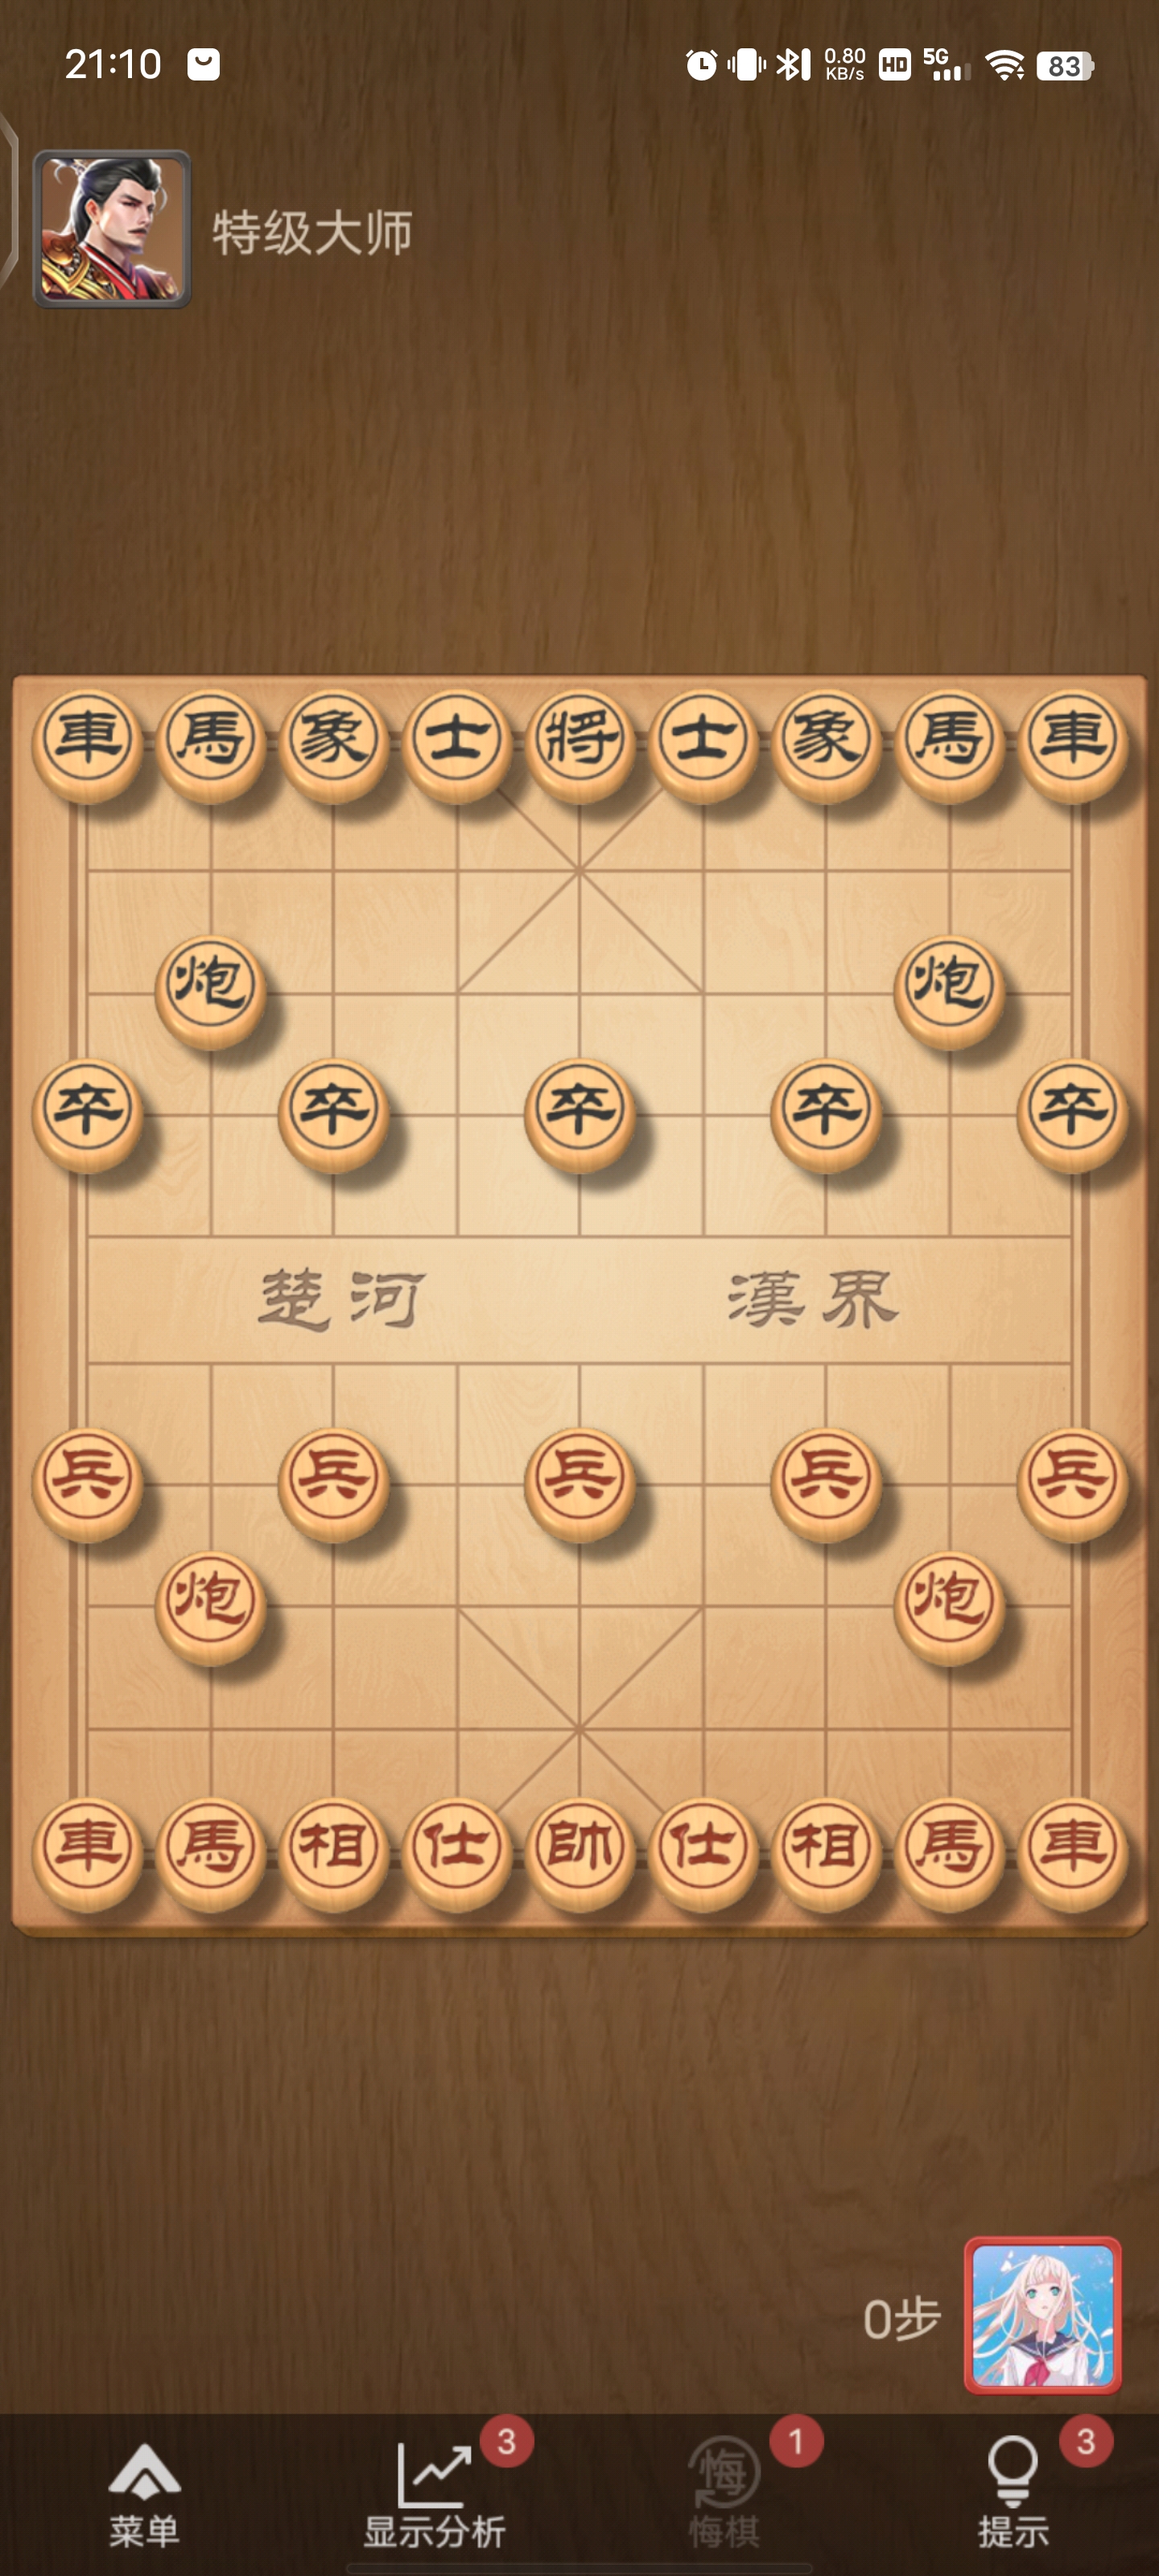 21:10 0.80 KB/s HD 5G 83
特级大师
車馬象士將士象馬車
炮 炮
卒 卒 卒 卒 卒
楚河 漢界
兵 兵 兵 兵 兵
炮 炮
車馬相仕帥仕相馬車
0步
3 悔 1 3
菜单 显示分析 悔棋 提示